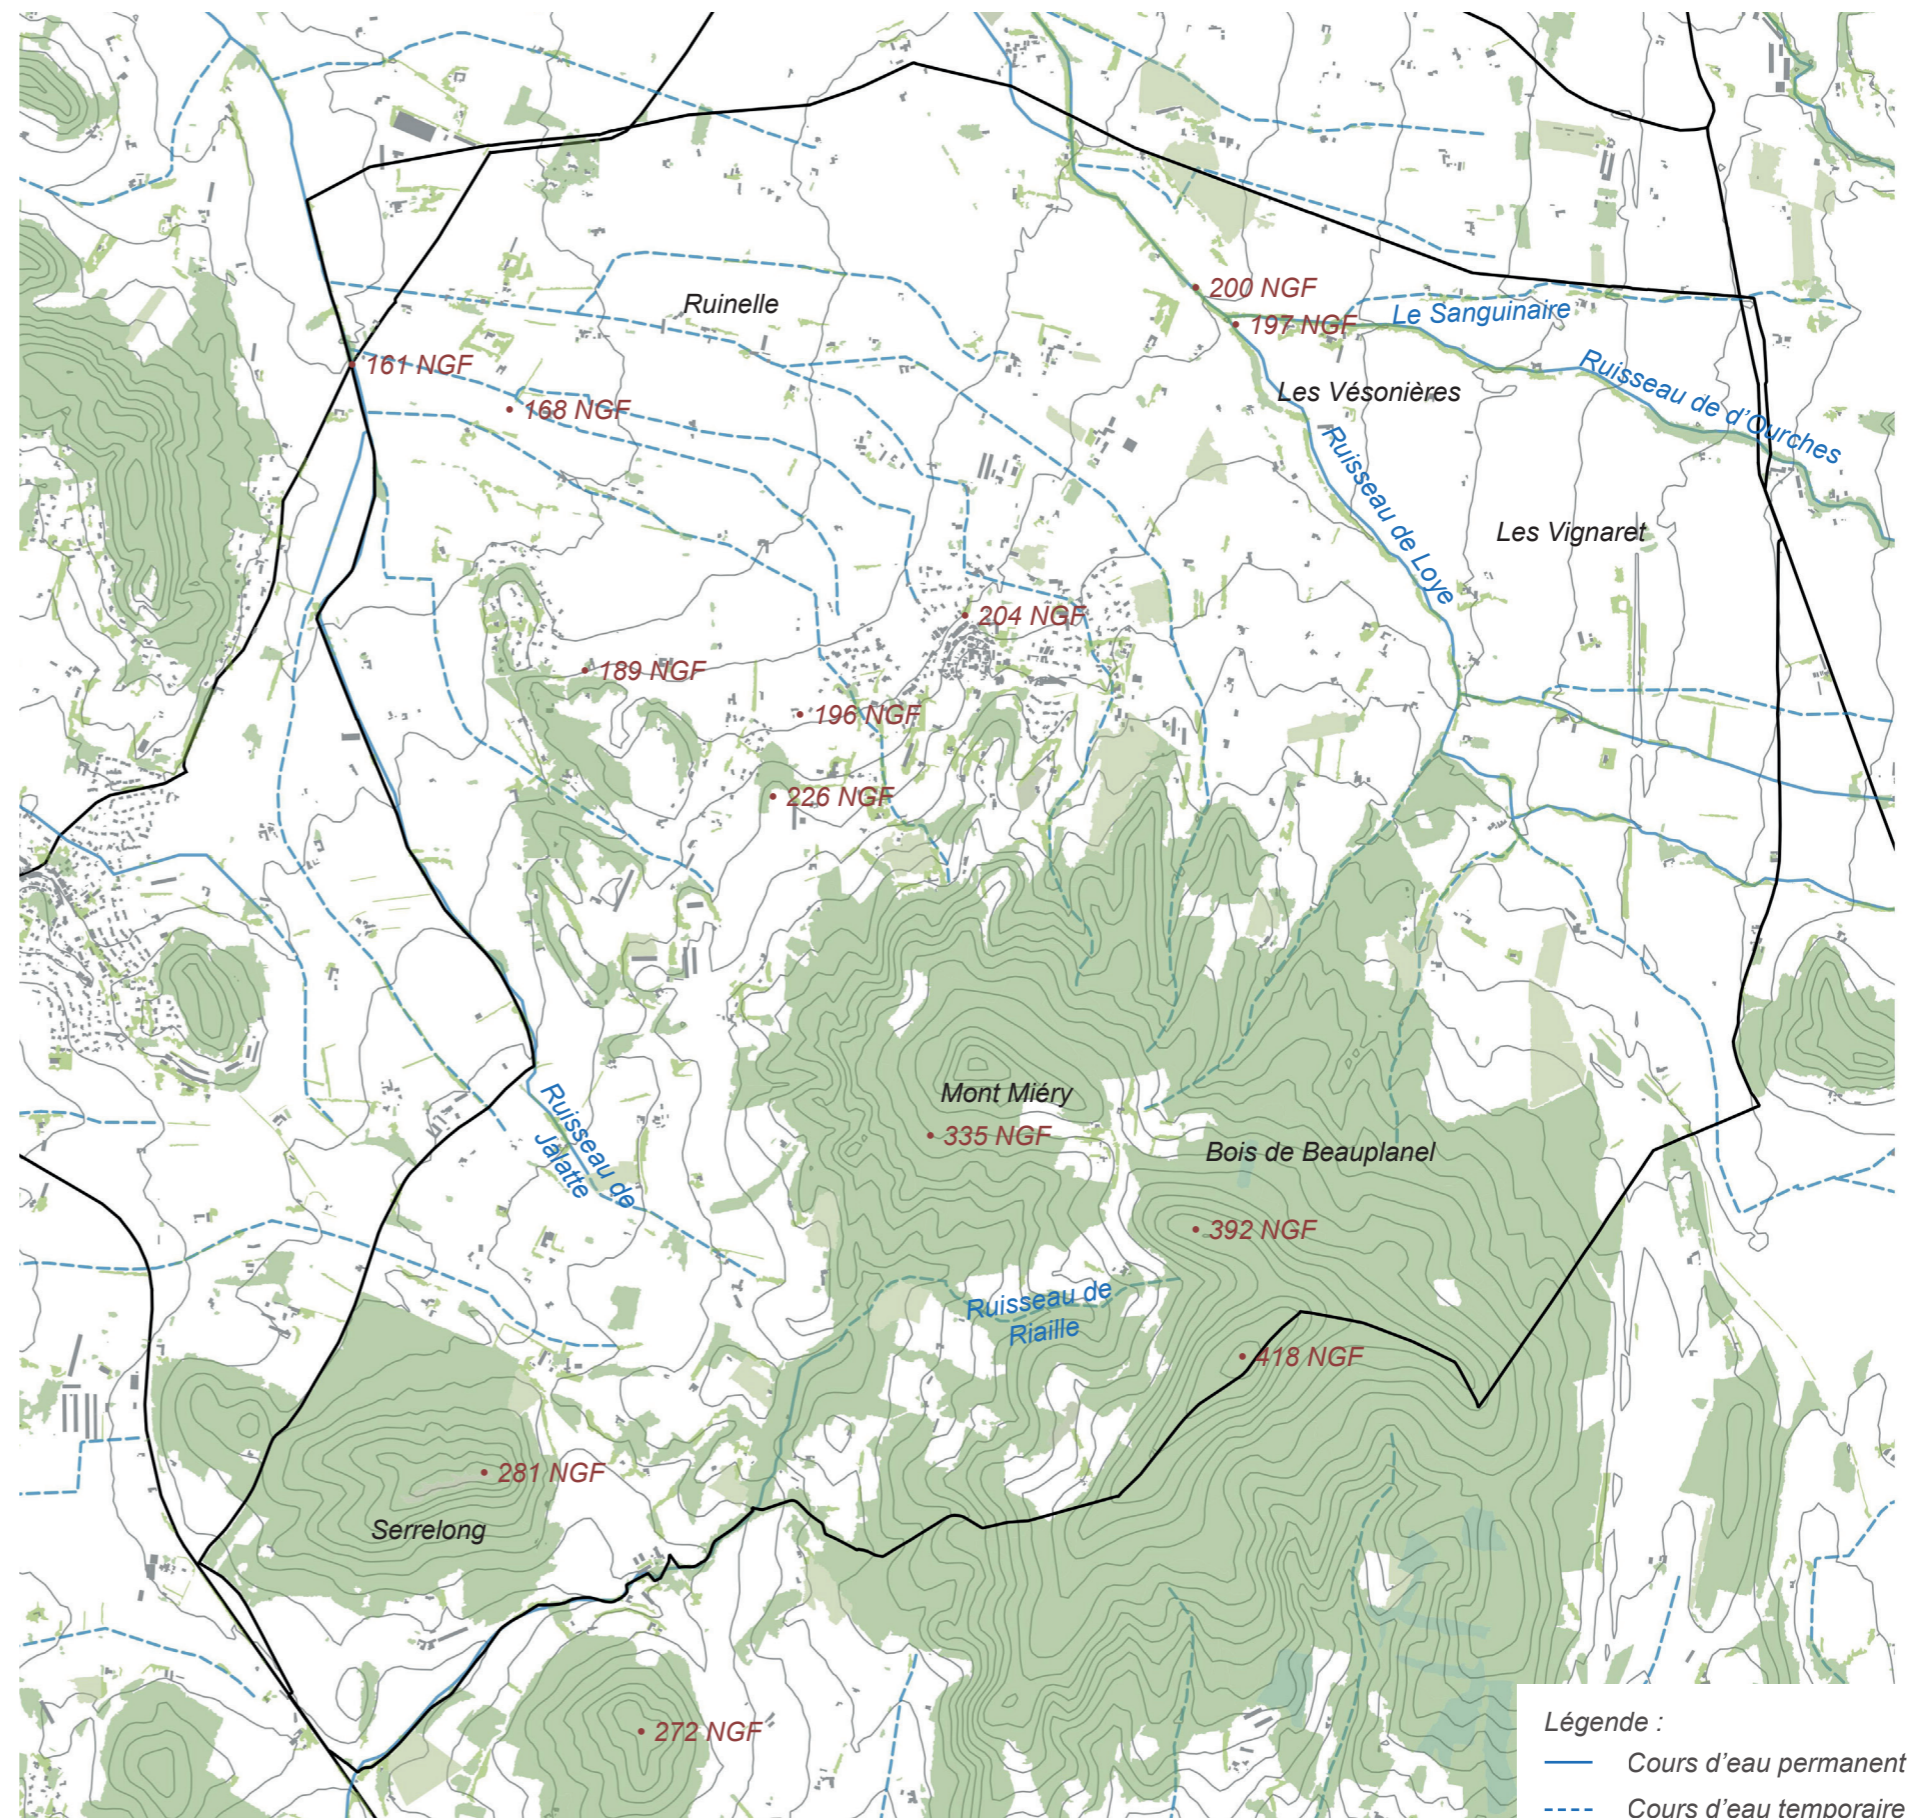 200 NGF
Ruinelle
Le Sanguinaire
197 NGF
161 NGF
Ruisseau de d'Ourches
Les Vésonières
168 NGF
Ruisseau de Loye
Les Vignaret
204 NGF
189 NGF
196 NGF
226 NGF
Mont Miéry
335 NGF
Ruisseau de
Jalatte
Bois de Beauplanel
392 NGF
Ruisseau de
Riaille
418 NGF
281 NGF
Serrelong
272 NGF
Légende :
Cours d'eau permanent
Cours d'eau temporaire